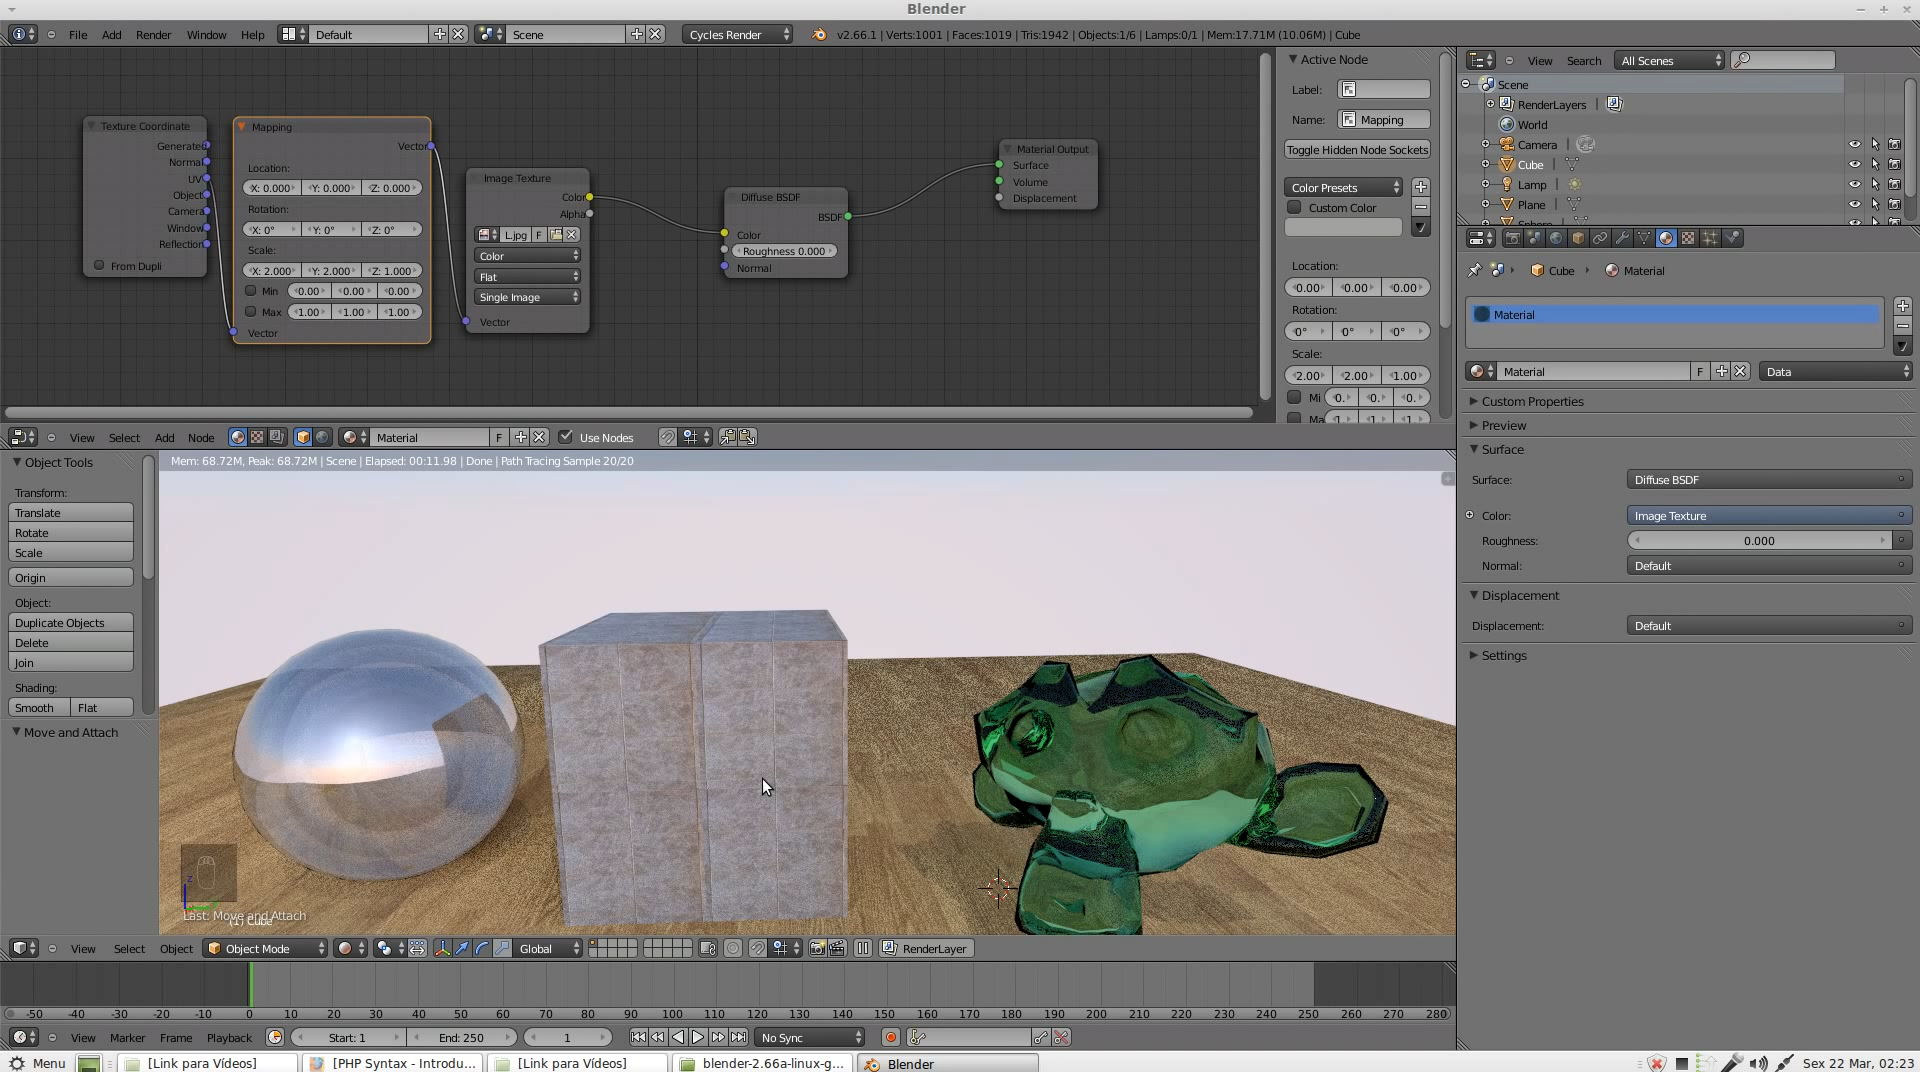 Blender
File Add Render Window Help Default Scene Cycles Render v2.66.1 | Verts:1001 | Faces:1019 | Tris:1942 | Objects:1/6 | Lamps:0/1 | Mem:17.71M (10.06M) | Cube
Texture Coordinate
Generated
Normal
UV
Object
Camera
Window
Reflection
From Dupli
Mapping
Vector
Location:
X: 0.000 Y: 0.000 Z: 0.000
Rotation:
X: 0° Y: 0° Z: 0°
Scale:
X: 2.000 Y: 2.000 Z: 1.000
Min 0.00 0.00 0.00
Max 1.00 1.00 1.00
Vector
Image Texture
Color
Alpha
L.jpg F
Color
Flat
Single Image
Vector
Diffuse BSDF
BSDF
Color
Roughness 0.000
Normal
Material Output
Surface
Volume
Displacement
Active Node
Label:
Name: Mapping
Toggle Hidden Node Sockets
Color Presets
Custom Color
Location:
0.00 0.00 0.00
Rotation:
0° 0° 0°
Scale:
2.00 2.00 1.00
Mi 0. 0. 0.
Ma 1. 1. 1.
View Search All Scenes
Scene
RenderLayers
World
Camera
Cube
Lamp
Plane
Sphere
Cube Material
Material
Material F Data
Custom Properties
Preview
Surface
Surface: Diffuse BSDF
Color: Image Texture
Roughness: 0.000
Normal: Default
Displacement
Displacement: Default
Settings
View Select Add Node Material F Use Nodes
Object Tools
Transform:
Translate
Rotate
Scale
Origin
Object:
Duplicate Objects
Delete
Join
Shading:
Smooth Flat
Move and Attach
Mem: 68.72M, Peak: 68.72M | Scene | Elapsed: 00:11.98 | Done | Path Tracing Sample 20/20
z
Last: Move and Attach
(1) Cube
View Select Object Object Mode Global RenderLayer
-50 -40 -30 -20 -10 0 10 20 30 40 50 60 70 80 90 100 110 120 130 140 150 160 170 180 190 200 210 220 230 240 250 260 270 280
View Marker Frame Playback Start: 1 End: 250 1 No Sync
Menu [Link para Vídeos] [PHP Syntax - Introdu... [Link para Vídeos] blender-2.66a-linux-g... Blender Sex 22 Mar, 02:23